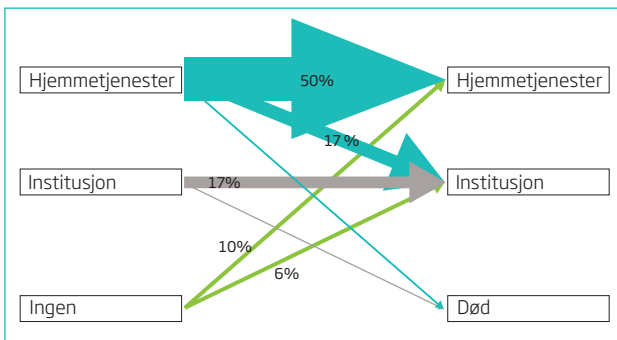 Hjemmetjenester
50%
Hjemmetjenester
17 %
Institusjon
17%
Institusjon
10%
6%
Ingen
Død